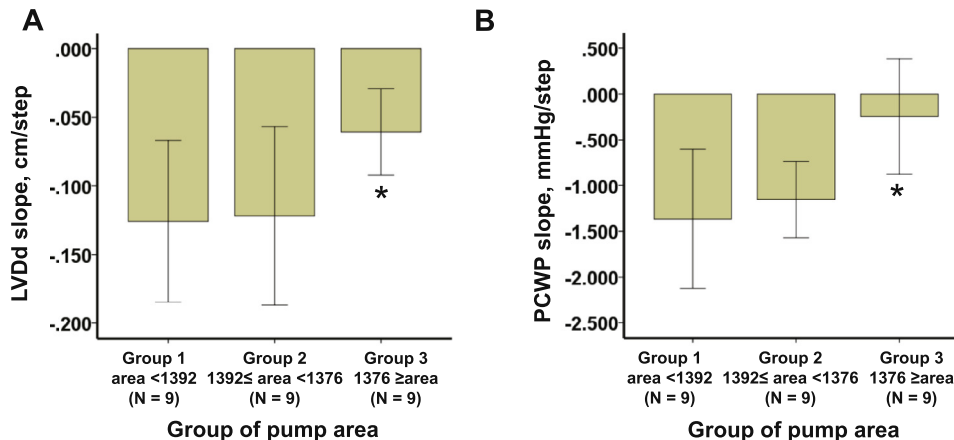 A
LVDd slope, cm/step
.000
-.050
-.100
-.150
-.200
*
Group 1
area <1392
(N = 9)
Group 2
1392≤ area <1376
(N = 9)
Group 3
1376 ≥area
(N = 9)
Group of pump area
B
PCWP slope, mmHg/step
.500
.000
-.500
-1.000
-1.500
-2.000
-2.500
*
Group 1
area <1392
(N = 9)
Group 2
1392≤ area <1376
(N = 9)
Group 3
1376 ≥area
(N = 9)
Group of pump area